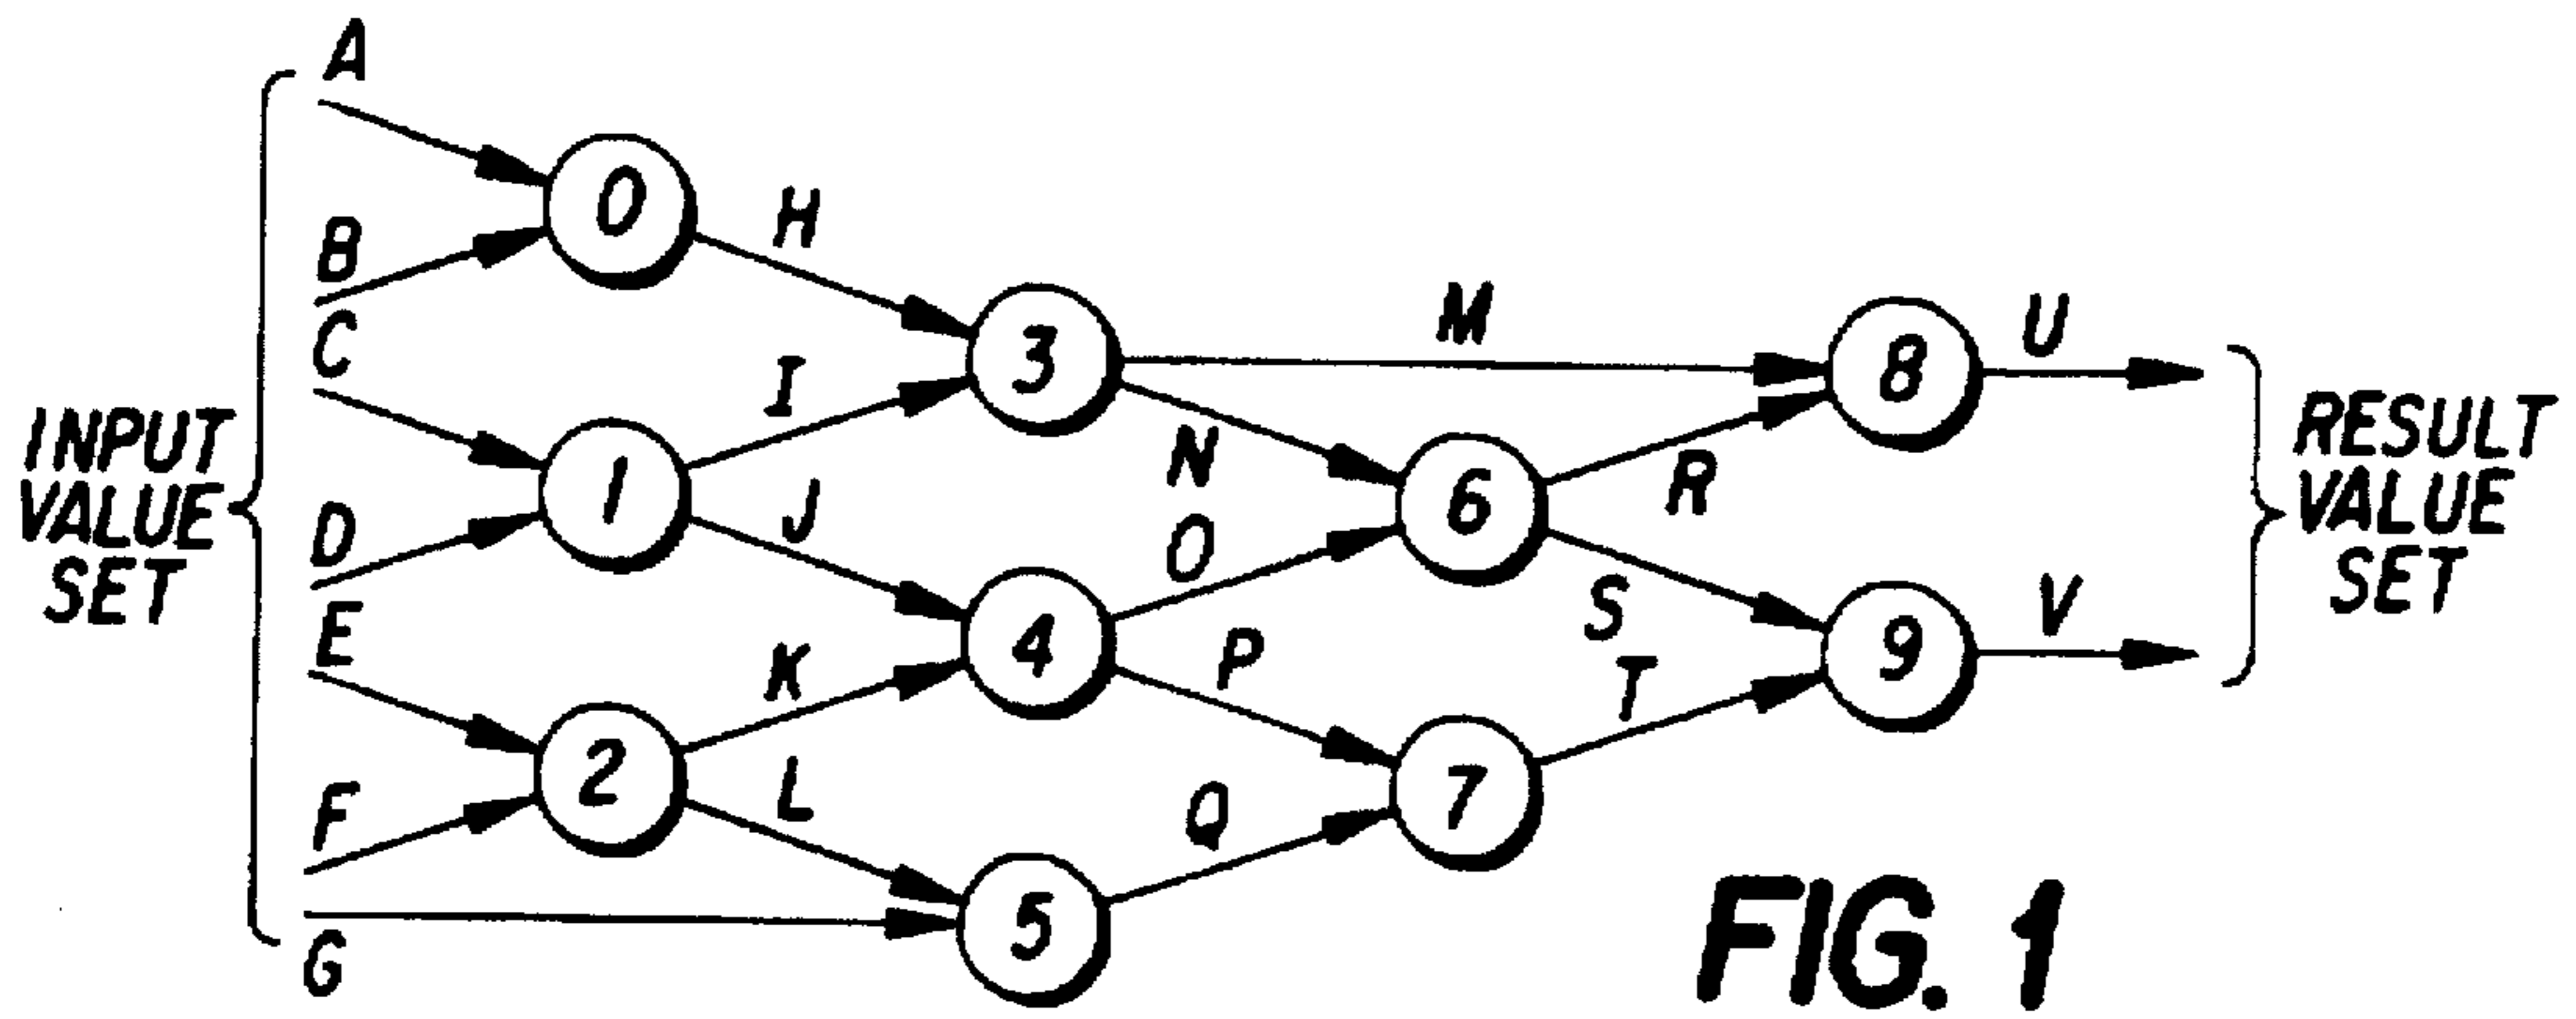 INPUT
VALUE
SET
A
B
C
D
E
F
G
0
1
2
H
I
J
K
L
3
4
5
M
N
O
P
Q
6
7
R
S
T
8
9
U
V
RESULT
VALUE
SET
FIG. 1